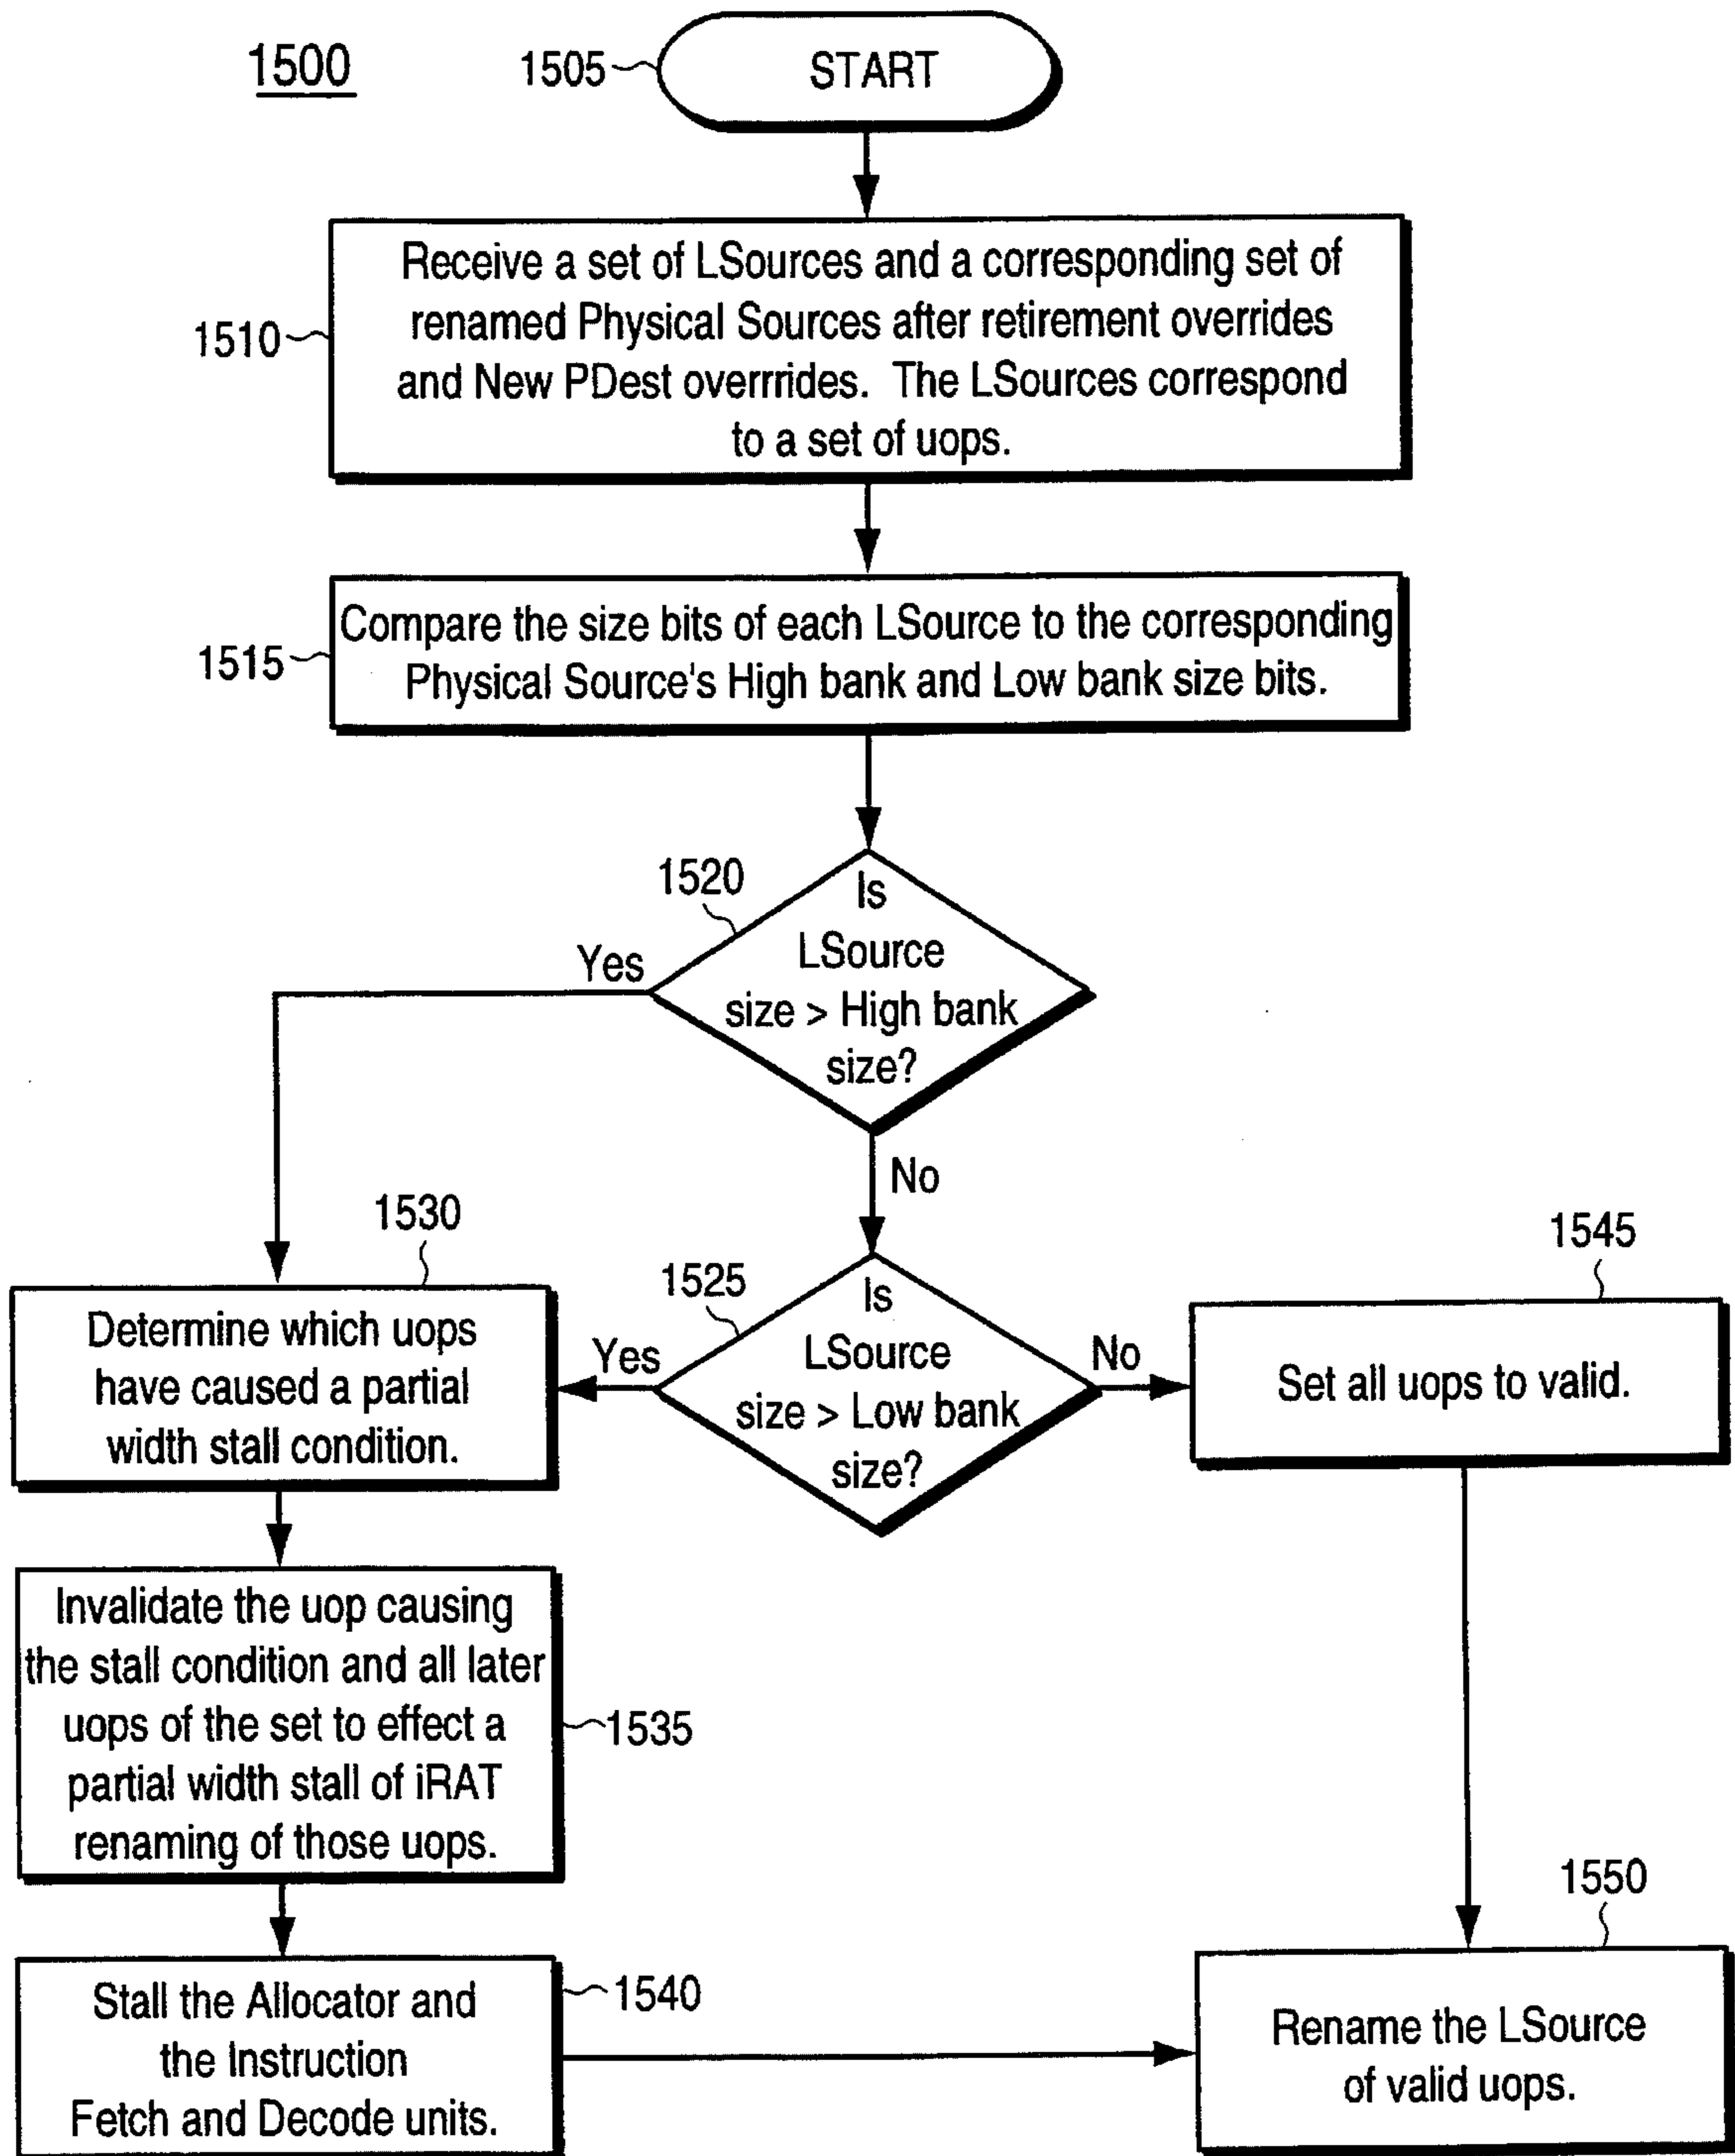 1500
1505
START
1510
Receive a set of LSources and a corresponding set of
renamed Physical Sources after retirement overrides
and New PDest overrrides. The LSources correspond
to a set of uops.
1515
Compare the size bits of each LSource to the corresponding
Physical Source's High bank and Low bank size bits.
1520
Is
LSource
size > High bank
size?
Yes
No
1530
Determine which uops
have caused a partial
width stall condition.
1525
Is
LSource
size > Low bank
size?
Yes
No
1545
Set all uops to valid.
Invalidate the uop causing
the stall condition and all later
uops of the set to effect a
partial width stall of iRAT
renaming of those uops.
1535
Stall the Allocator and
the Instruction
Fetch and Decode units.
1540
1550
Rename the LSource
of valid uops.